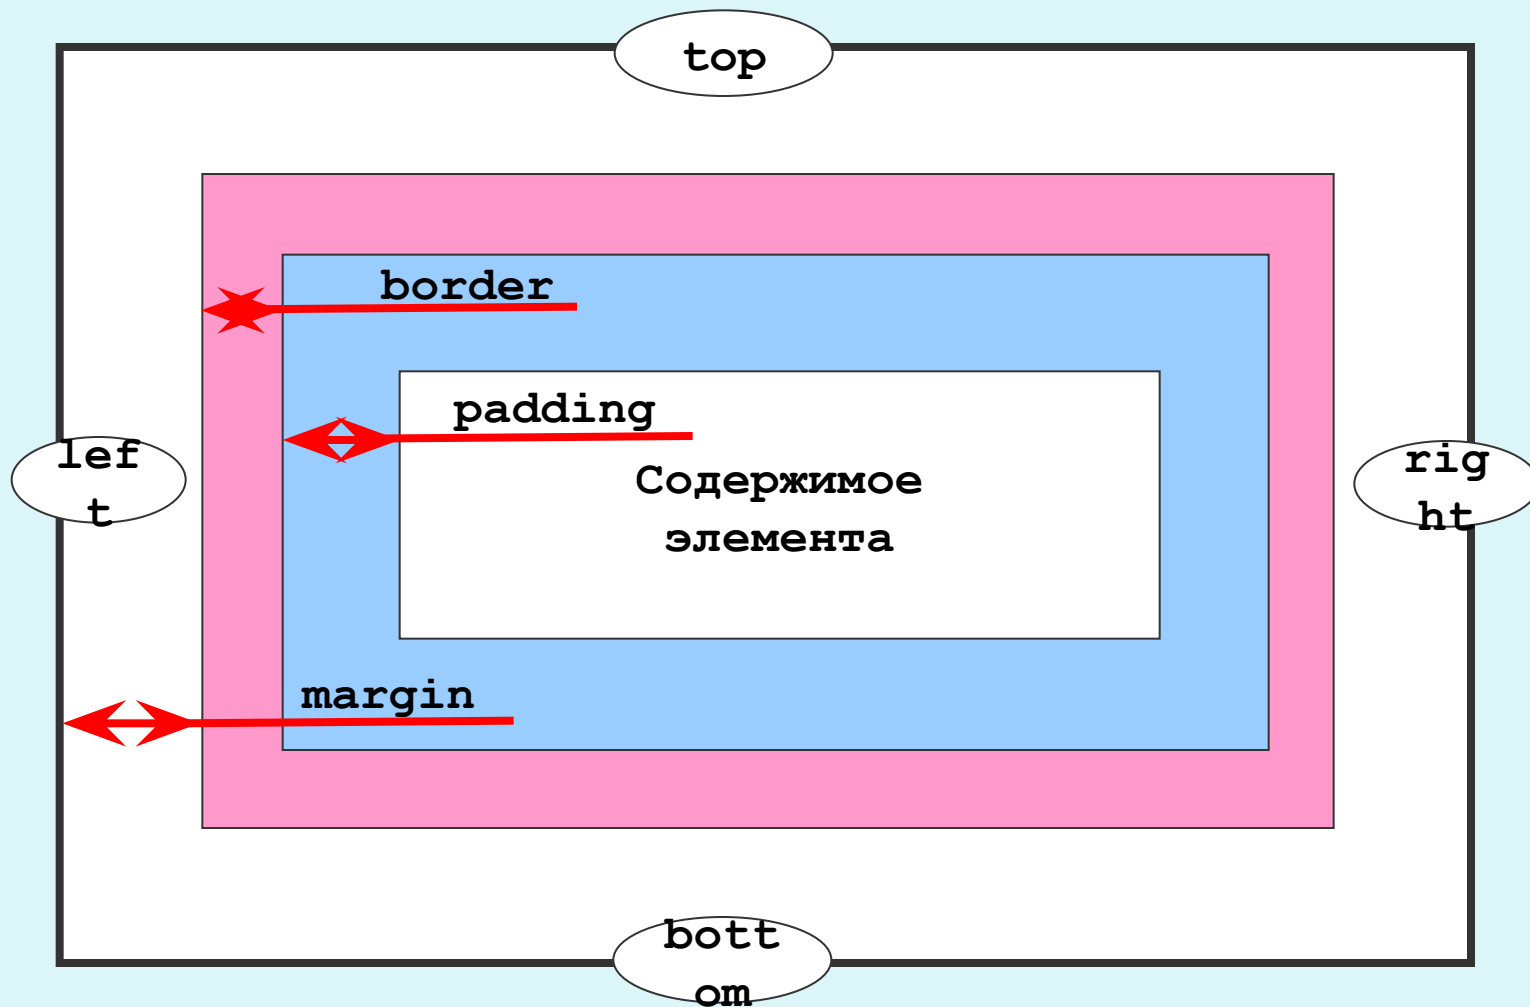 top
border
padding
lef
t
rig
ht
Содержимое
элемента
margin
bott
om